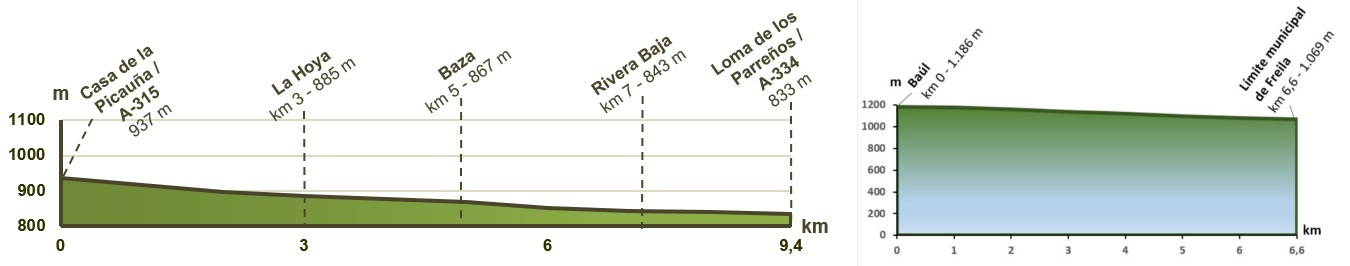 Casa de la
Picauña /
A-315
937 m
La Hoya
km 3 - 885 m
Baza
km 5 - 867 m
Rivera Baja
km 7 - 843 m
Loma de los
Parreños /
A-334
833 m
m
1100
1000
900
800
0
3
6
9,4
km
Baúl
km 0 - 1.186 m
Límite municipal
de Freila
km 6,6 - 1.069 m
m
1200
1000
800
600
400
200
0
0
1
2
3
4
5
6
6,6
km